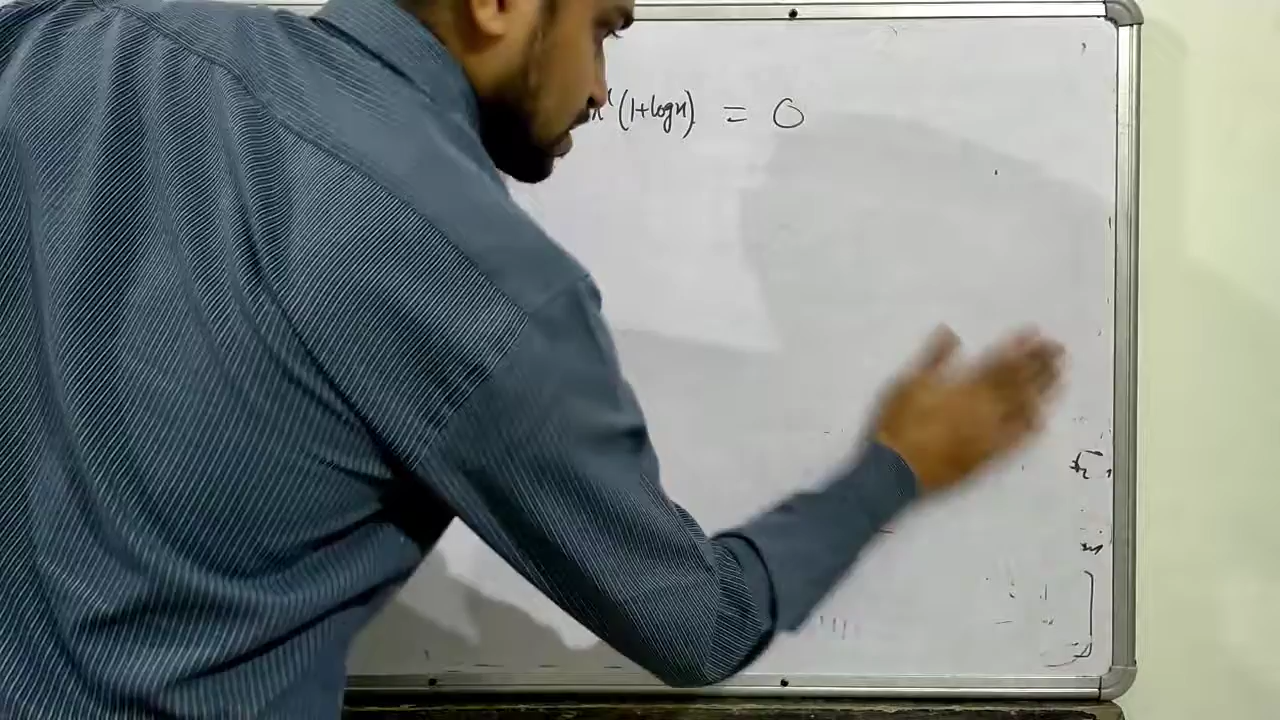 (1+logx) = 0